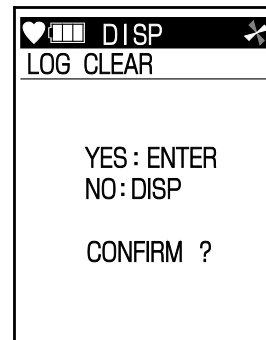 DISP
LOG CLEAR
YES : ENTER
NO : DISP
CONFIRM ?